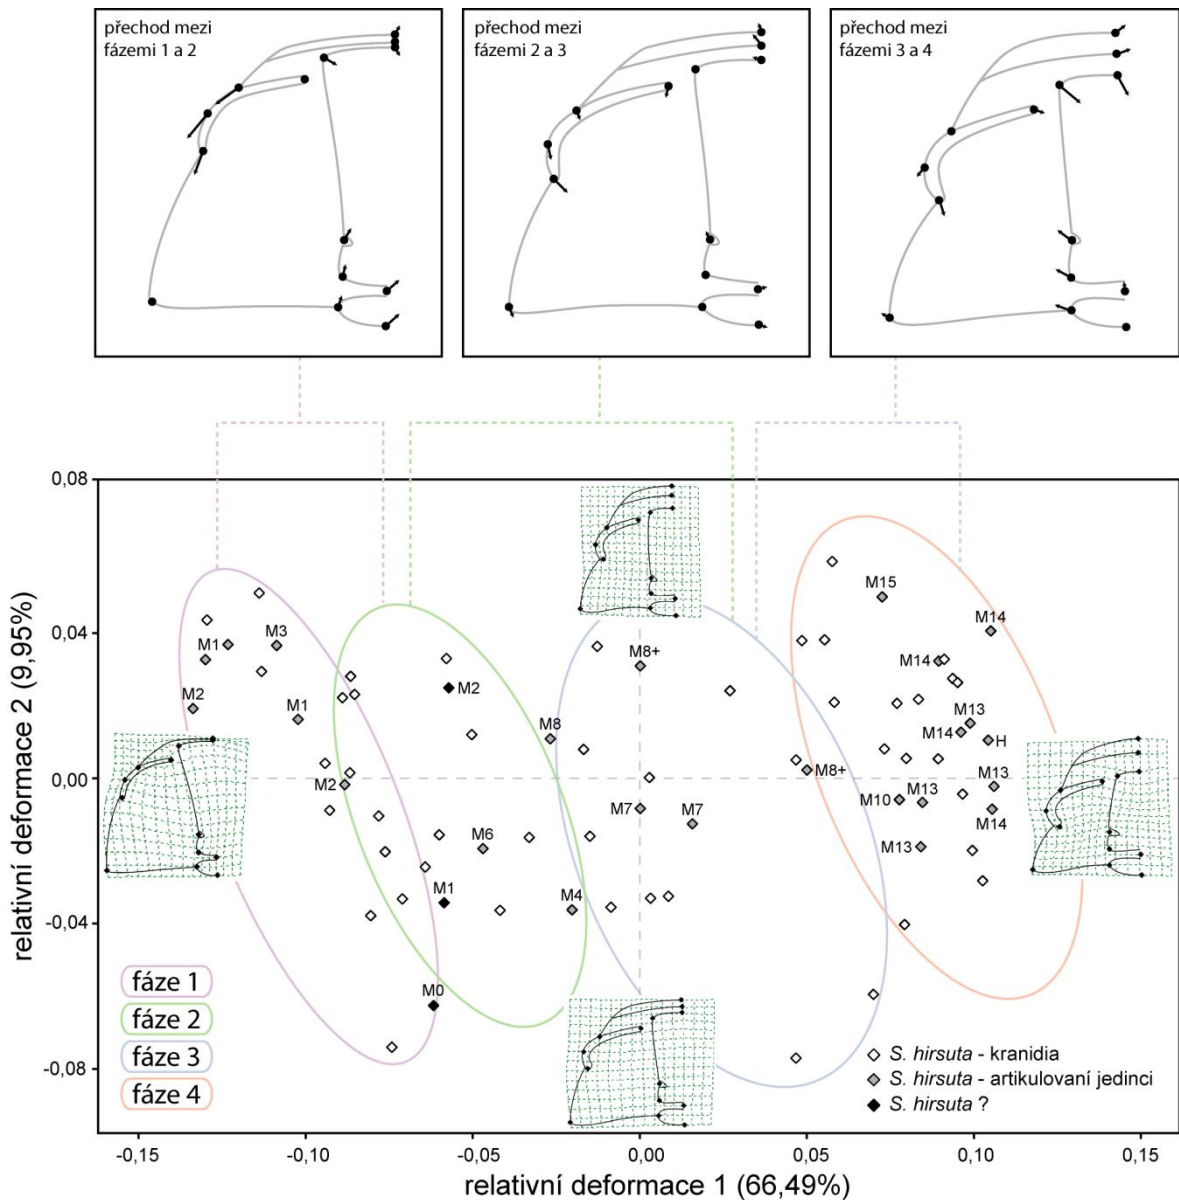 přechod mezi
fázemi 1 a 2
přechod mezi
fázemi 2 a 3
přechod mezi
fázemi 3 a 4
relativní deformace 2 (9,95%)
0,08
0,04
0,00
-0,04
-0,08
M1
M3
M2
M1
M2
M2
M8
M8+
M6
M7
M7
M1
M4
M0
M15
M14
M14
M13
M14
H
M8+
M13
M10
M13
M14
M13
fáze 1
fáze 2
fáze 3
fáze 4
S. hirsuta - kranidia
S. hirsuta - artikulovaní jedinci
S. hirsuta ?
-0,15
-0,10
-0,05
0,00
0,05
0,10
0,15
relativní deformace 1 (66,49%)